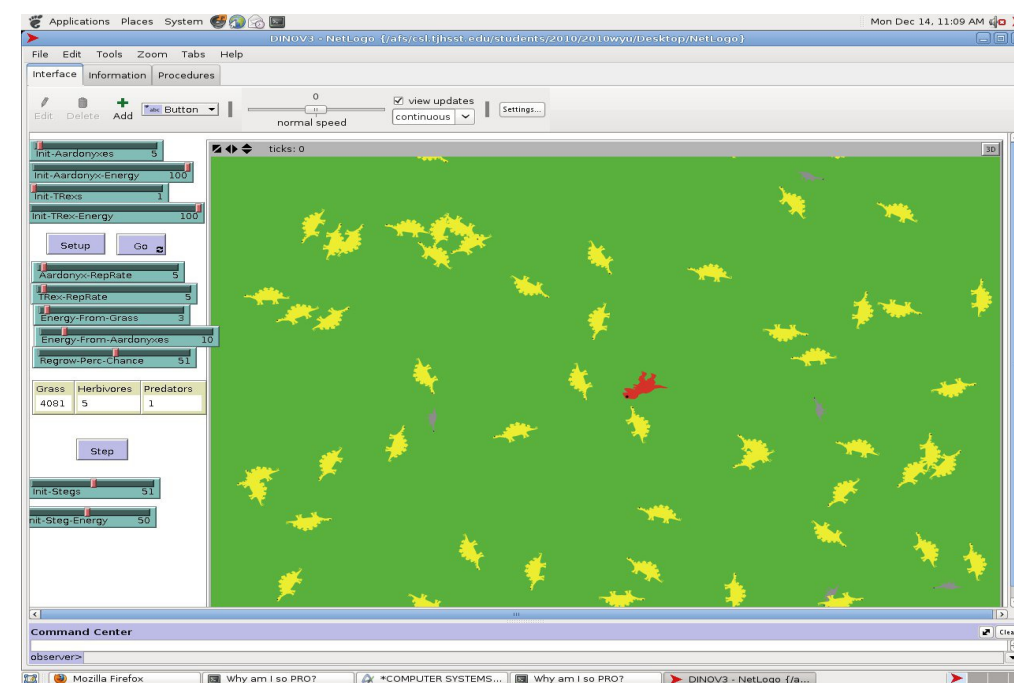 Applications Places System Mon Dec 14, 11:09 AM
DINOV3 - NetLogo {/afs/csl.tjhsst.edu/students/2010/2010wyu/Desktop/NetLogo}
File Edit Tools Zoom Tabs Help
Interface Information Procedures
Edit Delete Add abc Button
0
normal speed
view updates
continuous
Settings...
ticks: 0 3D
Init-Aardonyxes 5
Init-Aardonyx-Energy 100
Init-TRexs 1
Init-TRex-Energy 100
Setup Go
Aardonyx-RepRate 5
TRex-RepRate 5
Energy-From-Grass 3
Energy-From-Aardonyxes 10
Regrow-Perc-Chance 51
Grass Herbivores Predators
4081 5 1
Step
Init-Stegs 51
nit-Steg-Energy 50
Command Center Clea
observer>
Mozilla Firefox Why am I so PRO? *COMPUTER SYSTEMS... Why am I so PRO? DINOV3 - NetLogo {/a...